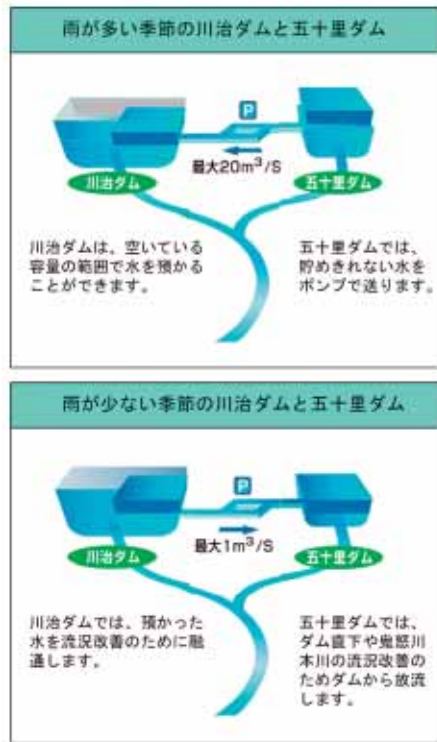 雨が多い季節の川治ダムと五十里ダム
P
最大20m³/S
川治ダム
五十里ダム
川治ダムは、空いている
容量の範囲で水を預かる
ことができます。
五十里ダムでは、
貯めきれない水を
ポンプで送ります。
雨が少ない季節の川治ダムと五十里ダム
P
最大1m³/S
川治ダム
五十里ダム
川治ダムでは、預かった
水を流況改善のために融
通します。
五十里ダムでは、
ダム直下や鬼怒川
本川の流況改善の
ためダムから放流
します。